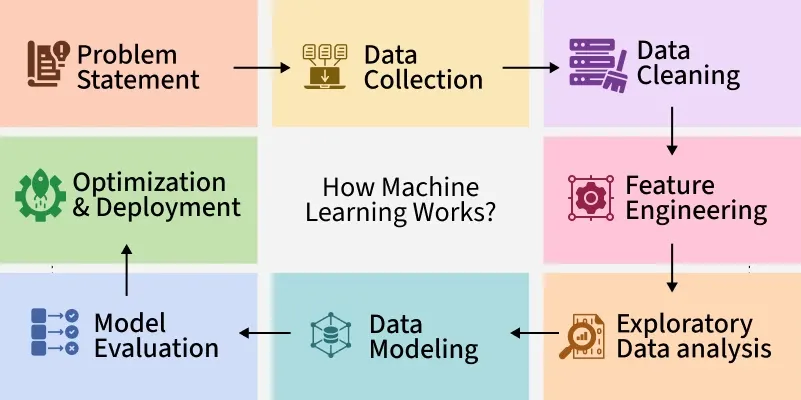 Problem
Statement
Data
Collection
Data
Cleaning
Optimization
& Deployment
How Machine
Learning Works?
Feature
Engineering
Model
Evaluation
Data
Modeling
Exploratory
Data analysis